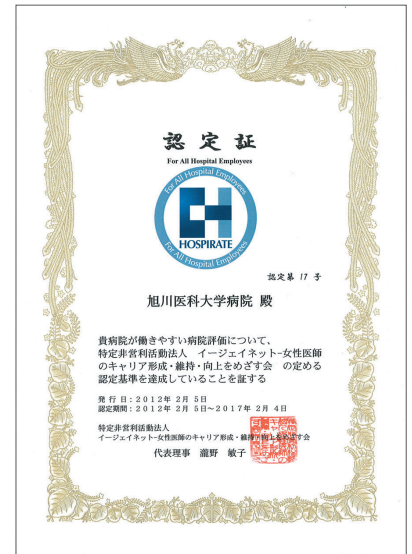 認定証
For All Hospital Employees
For All Hospital Employees
HOSPIRATE
For All Hospital Employees
認定第 17 号
旭川医科大学病院 殿
貴病院が働きやすい病院評価について、
特定非営利活動法人 イージェイネット-女性医師
のキャリア形成・維持・向上をめざす会 の定める
認定基準を達成していることを証する
発 行 日：2012年 2月 5日
認定期間：2012年 2月 5日～2017年 2月 4日
特定非営利活動法人
イージェイネット-女性医師のキャリア形成・維持・向上をめざす会
代表理事 瀧野 敏子